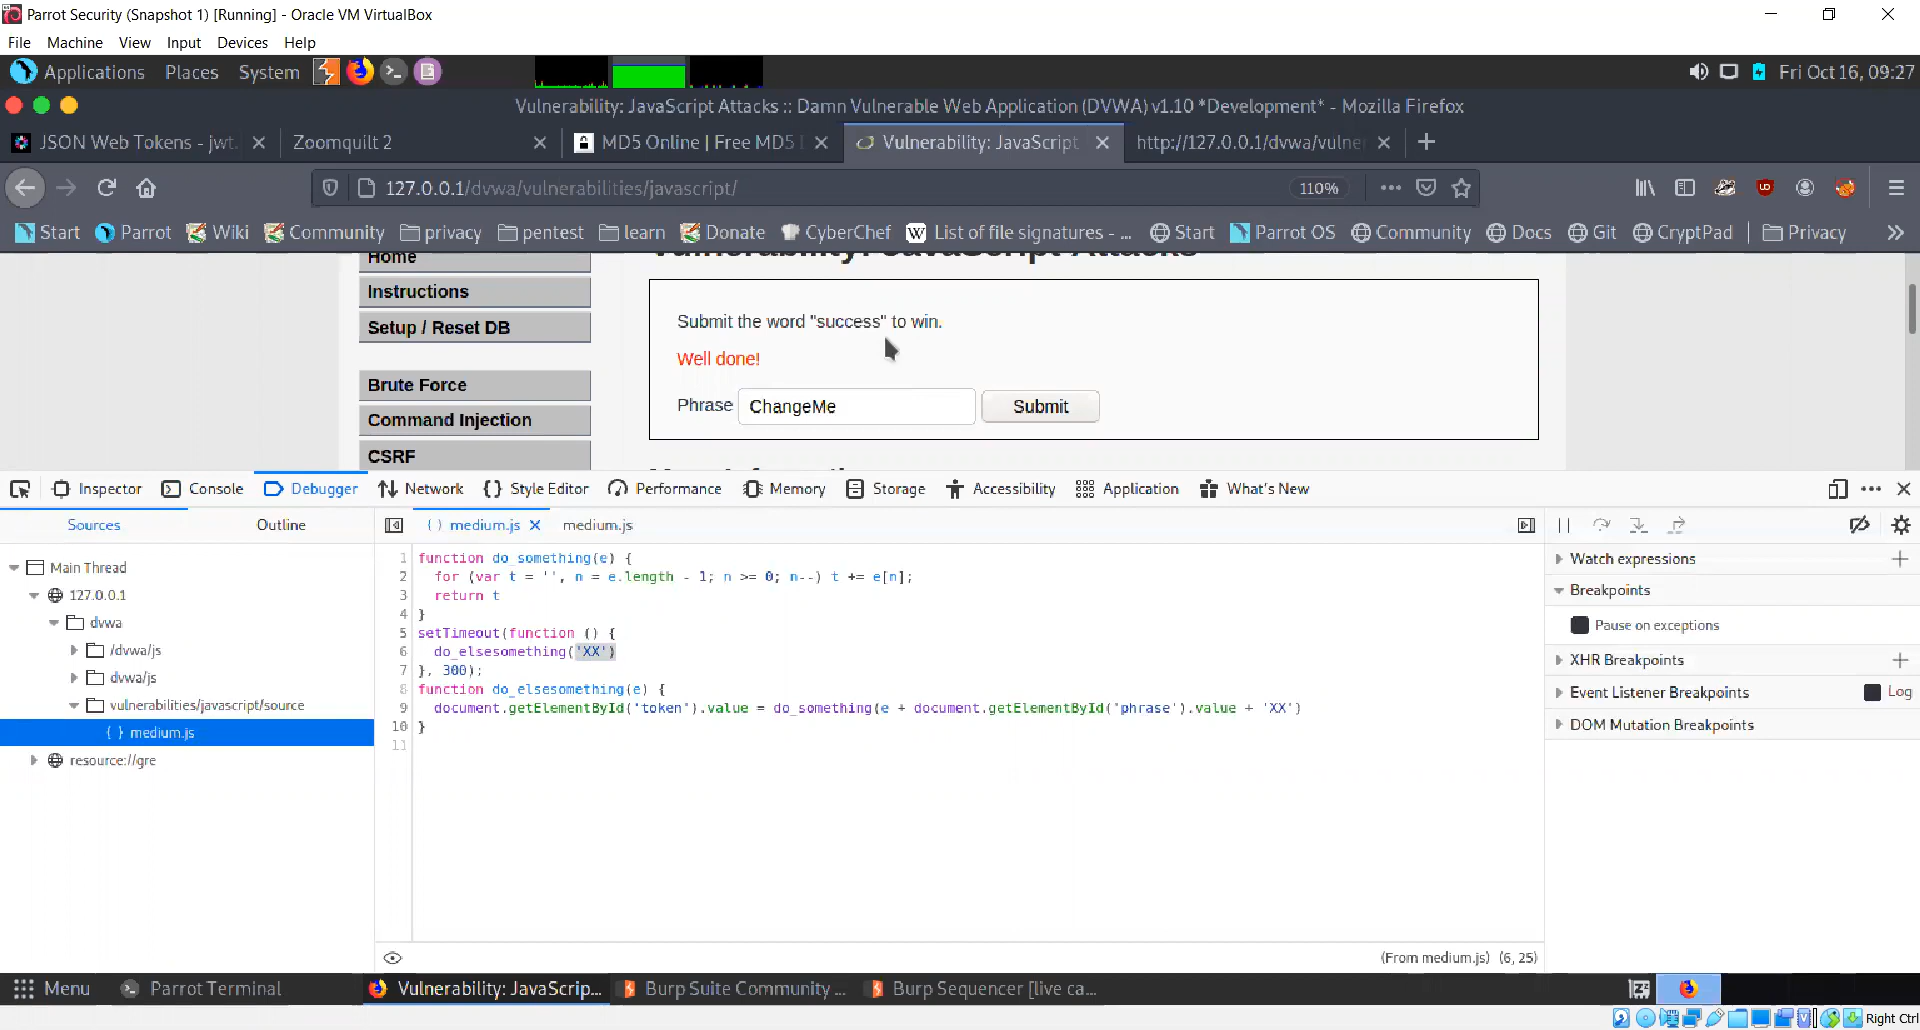 Parrot Security (Snapshot 1) [Running] - Oracle VM VirtualBox
File Machine View Input Devices Help
Applications Places System Fri Oct 16, 09:27
Vulnerability: JavaScript Attacks :: Damn Vulnerable Web Application (DVWA) v1.10 *Development* - Mozilla Firefox
JSON Web Tokens - jwt. Zoomquilt 2 MD5 Online | Free MD5 Vulnerability: JavaScript http://127.0.0.1/dvwa/vulne
127.0.0.1/dvwa/vulnerabilities/javascript/ 110%
Start Parrot Wiki Community privacy pentest learn Donate CyberChef List of file signatures - ... Start Parrot OS Community Docs Git CryptPad Privacy
Home
Vulnerability: JavaScript Attacks
Instructions
Setup / Reset DB
Brute Force
Command Injection
CSRF
Submit the word "success" to win.
Well done!
Phrase ChangeMe Submit
Inspector Console Debugger Network Style Editor Performance Memory Storage Accessibility Application What's New
Sources Outline medium.js medium.js
Main Thread
127.0.0.1
dvwa
/dvwa/js
dvwa/js
vulnerabilities/javascript/source
medium.js
resource://gre
1 function do_something(e) {
2 for (var t = '', n = e.length - 1; n >= 0; n--) t += e[n];
3 return t
4 }
5 setTimeout(function () {
6 do_elsesomething('XX')
7 }, 300);
8 function do_elsesomething(e) {
9 document.getElementById('token').value = do_something(e + document.getElementById('phrase').value + 'XX')
10 }
11
Watch expressions
Breakpoints
Pause on exceptions
XHR Breakpoints
Event Listener Breakpoints Log
DOM Mutation Breakpoints
(From medium.js) (6, 25)
Menu Parrot Terminal Vulnerability: JavaScrip... Burp Suite Community ... Burp Sequencer [live ca...
Right Ctrl